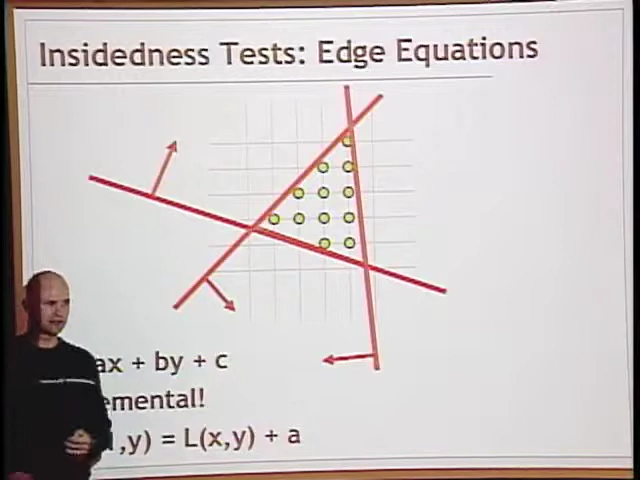 Insidedness Tests: Edge Equations
ax + by + c
emental!
,y) = L(x,y) + a